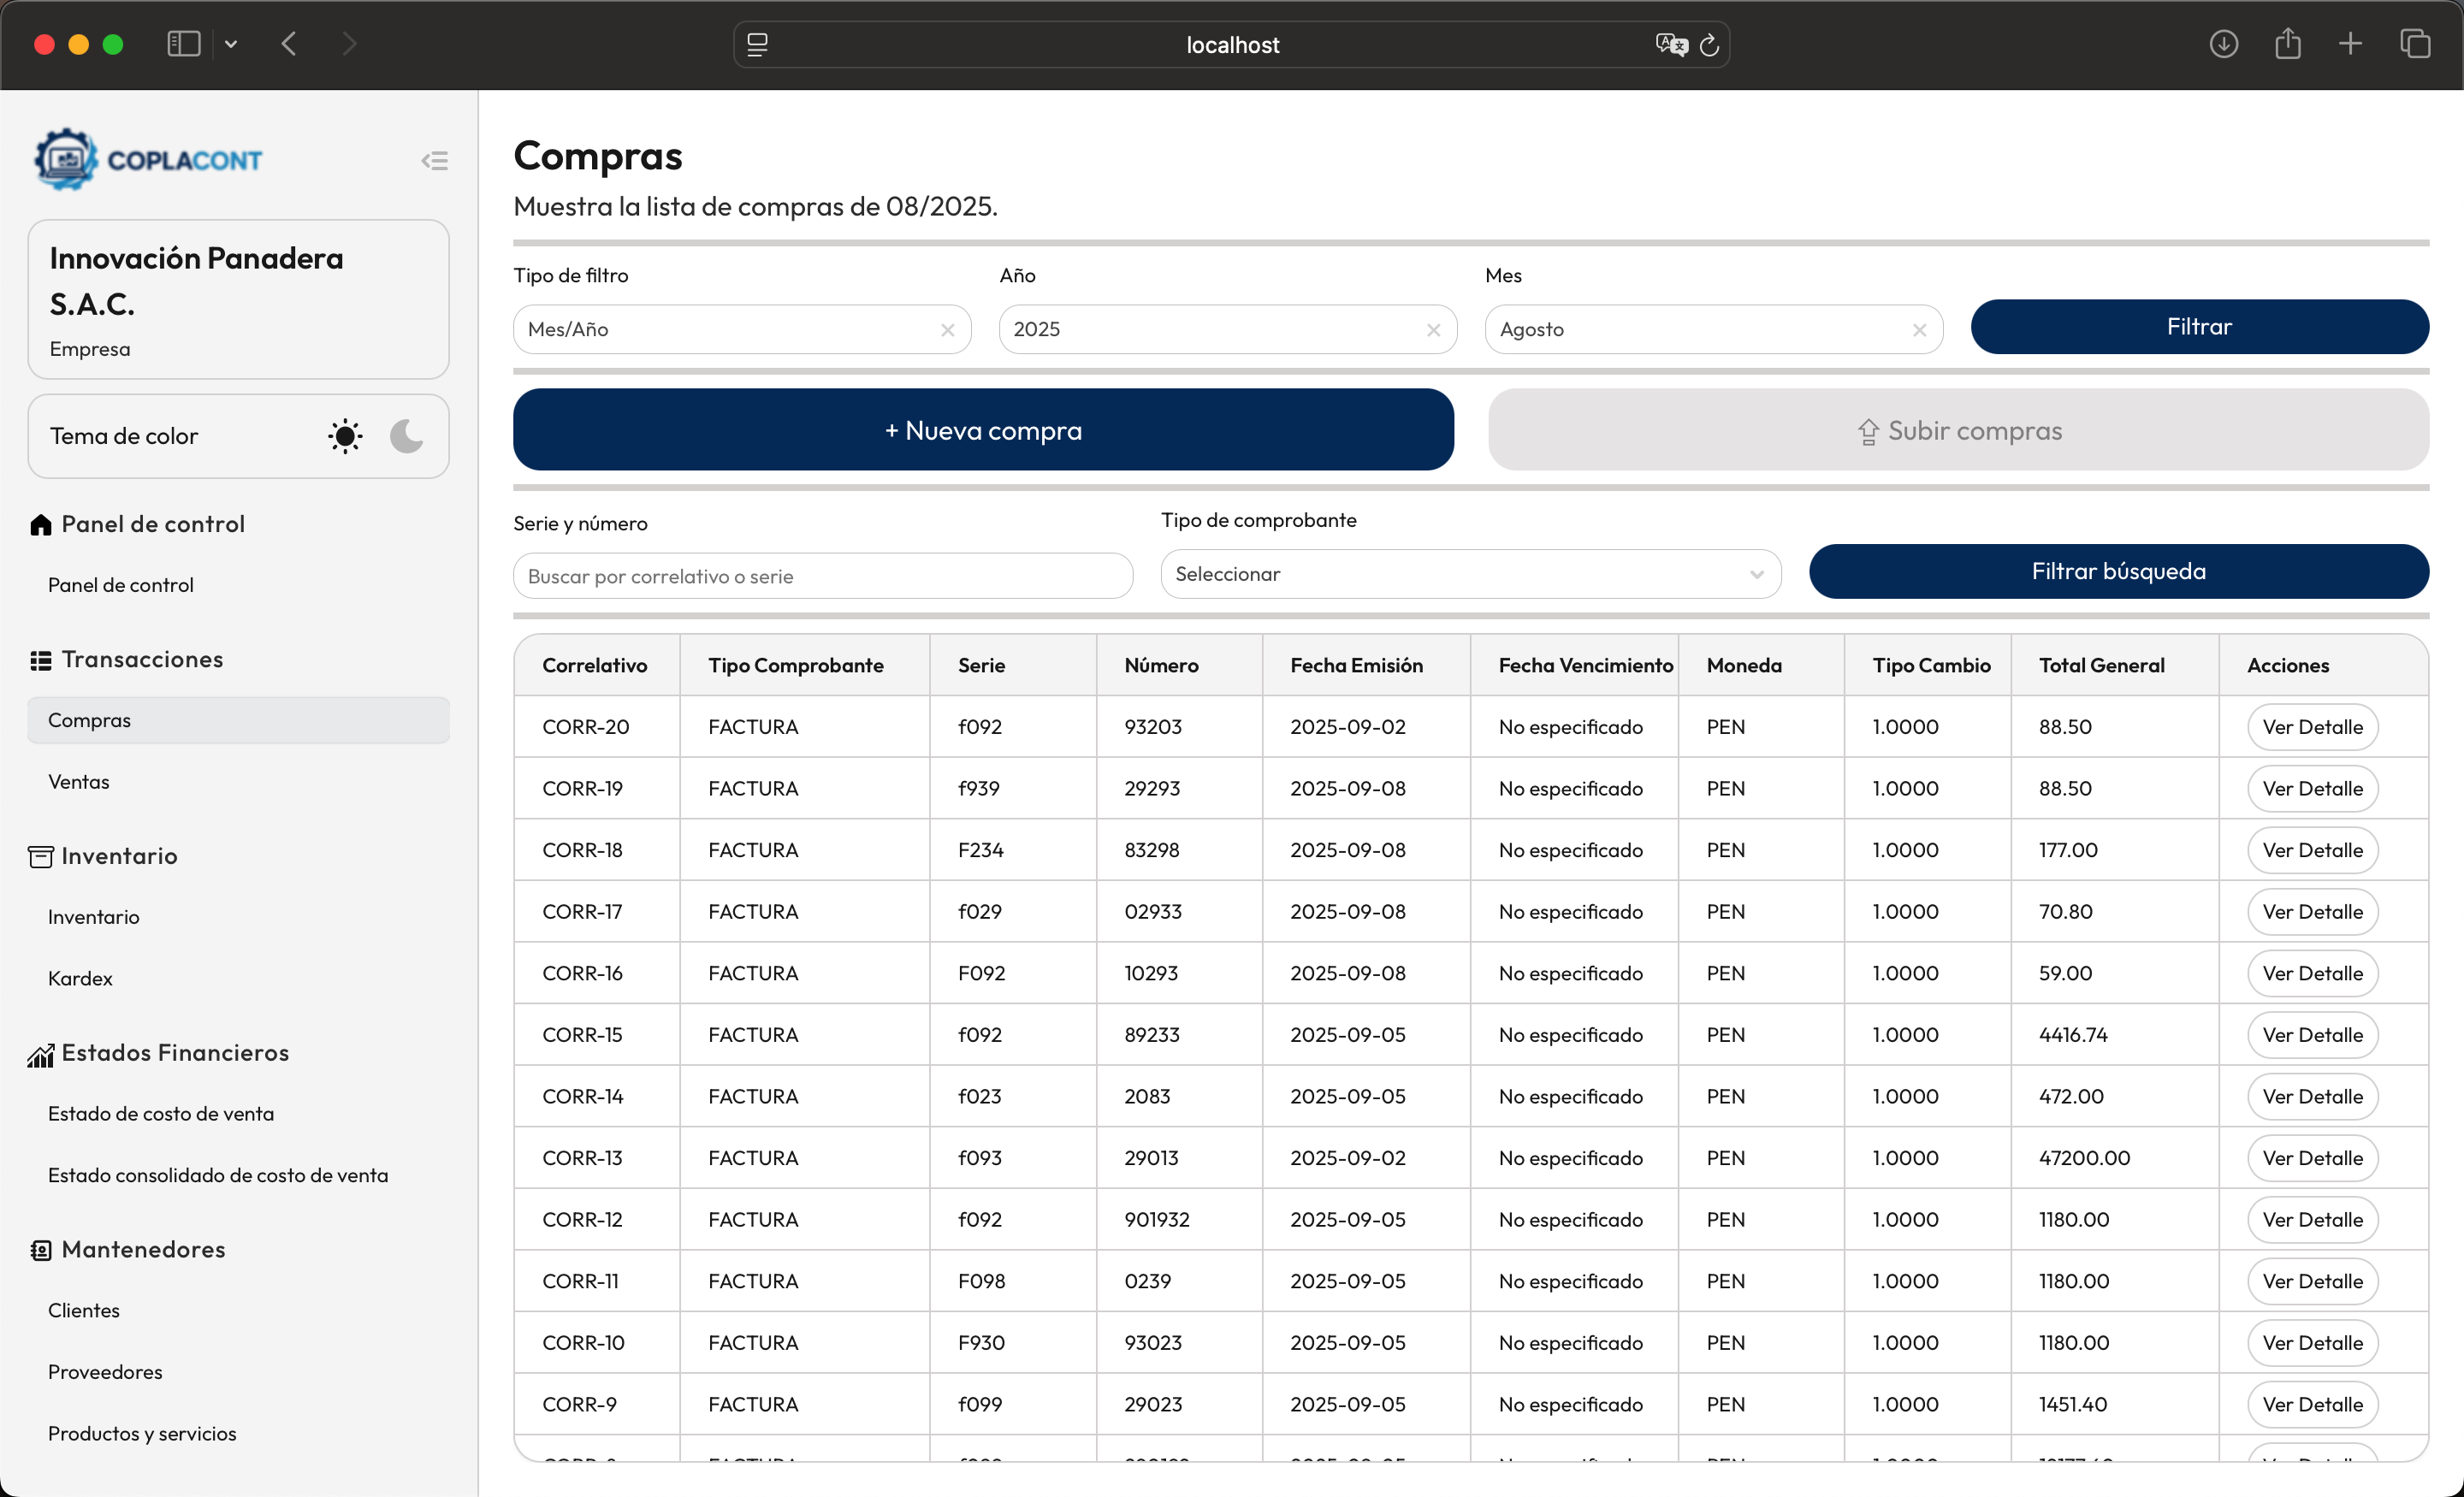 localhost
COPLACONT
Innovación Panadera
S.A.C.
Empresa
Tema de color
Panel de control
Panel de control
Transacciones
Compras
Ventas
Inventario
Inventario
Kardex
Estados Financieros
Estado de costo de venta
Estado consolidado de costo de venta
Mantenedores
Clientes
Proveedores
Productos y servicios
Compras
Muestra la lista de compras de 08/2025.
Tipo de filtro Año Mes
Mes/Año 2025 Agosto Filtrar
+ Nueva compra Subir compras
Serie y número Tipo de comprobante
Buscar por correlativo o serie Seleccionar Filtrar búsqueda
Correlativo Tipo Comprobante Serie Número Fecha Emisión Fecha Vencimiento Moneda Tipo Cambio Total General Acciones
CORR-20 FACTURA f092 93203 2025-09-02 No especificado PEN 1.0000 88.50 Ver Detalle
CORR-19 FACTURA f939 29293 2025-09-08 No especificado PEN 1.0000 88.50 Ver Detalle
CORR-18 FACTURA F234 83298 2025-09-08 No especificado PEN 1.0000 177.00 Ver Detalle
CORR-17 FACTURA f029 02933 2025-09-08 No especificado PEN 1.0000 70.80 Ver Detalle
CORR-16 FACTURA F092 10293 2025-09-08 No especificado PEN 1.0000 59.00 Ver Detalle
CORR-15 FACTURA f092 89233 2025-09-05 No especificado PEN 1.0000 4416.74 Ver Detalle
CORR-14 FACTURA f023 2083 2025-09-05 No especificado PEN 1.0000 472.00 Ver Detalle
CORR-13 FACTURA f093 29013 2025-09-02 No especificado PEN 1.0000 47200.00 Ver Detalle
CORR-12 FACTURA f092 901932 2025-09-05 No especificado PEN 1.0000 1180.00 Ver Detalle
CORR-11 FACTURA F098 0239 2025-09-05 No especificado PEN 1.0000 1180.00 Ver Detalle
CORR-10 FACTURA F930 93023 2025-09-05 No especificado PEN 1.0000 1180.00 Ver Detalle
CORR-9 FACTURA f099 29023 2025-09-05 No especificado PEN 1.0000 1451.40 Ver Detalle